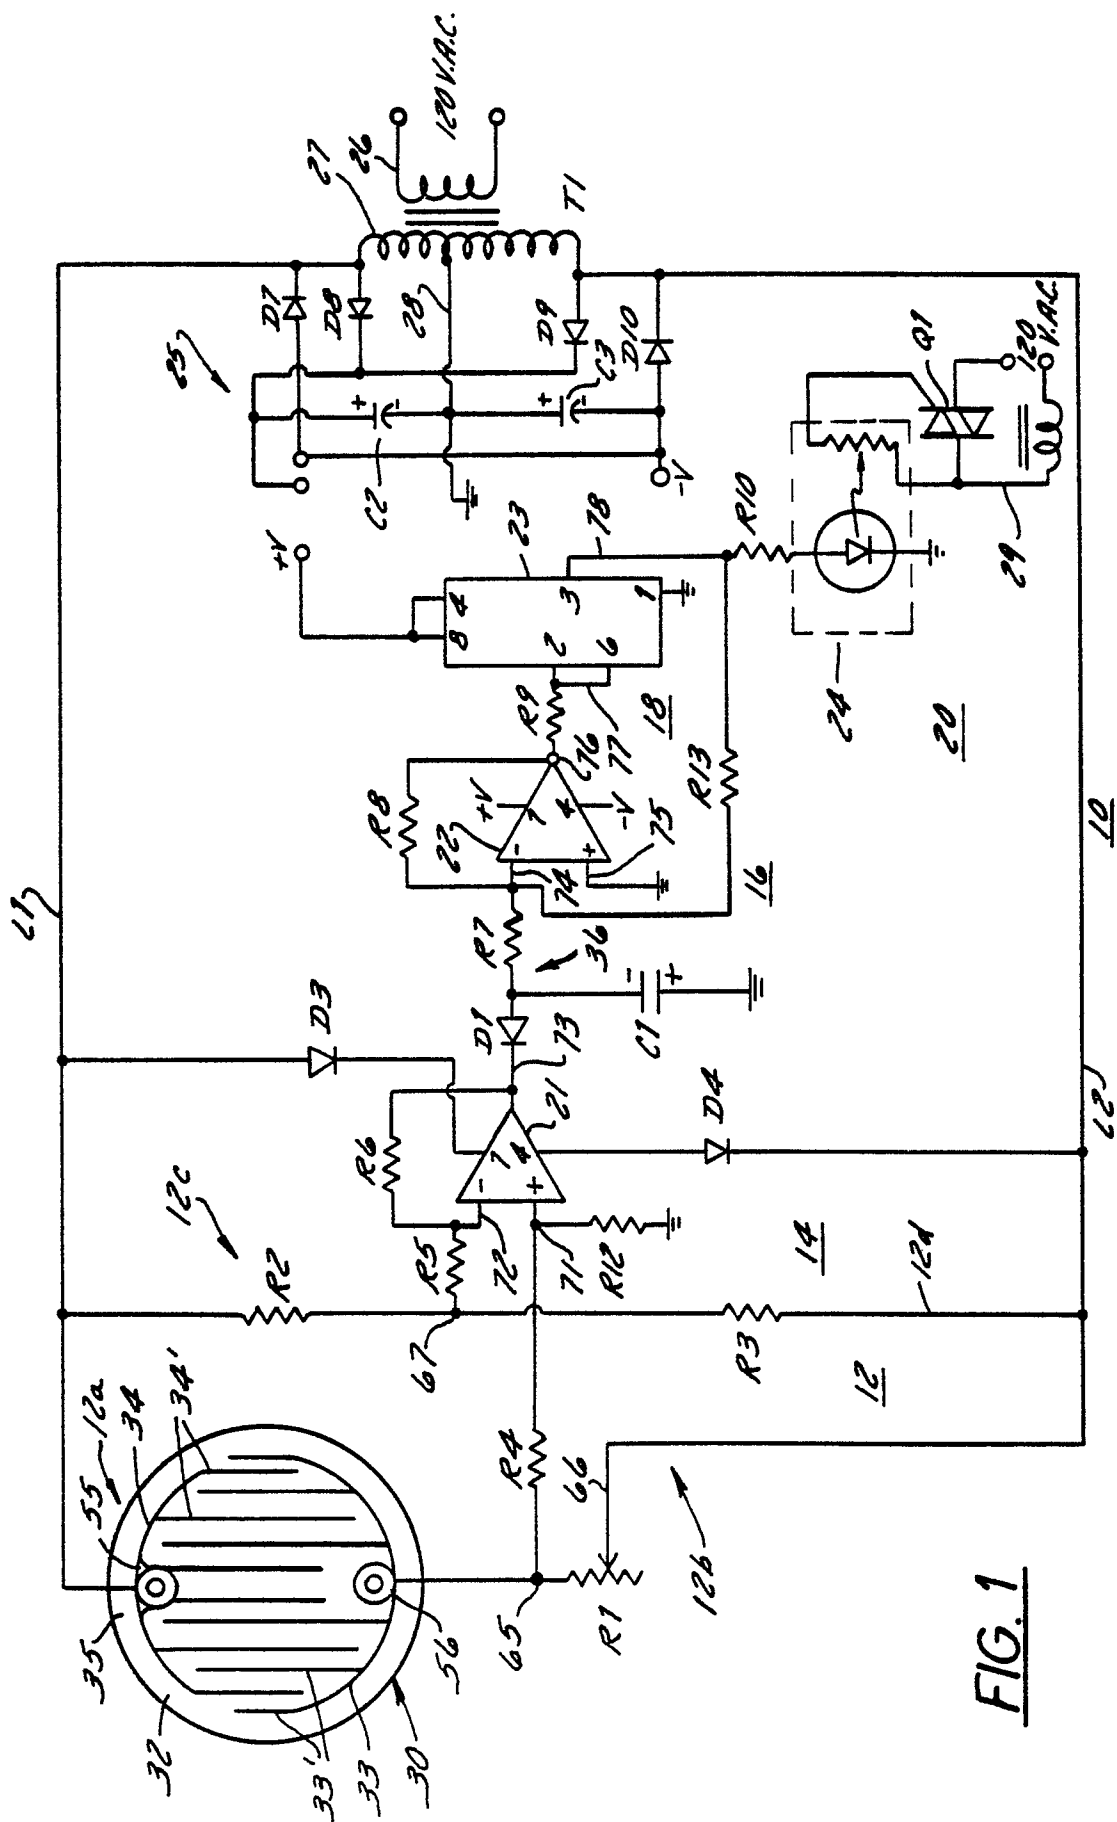 L1
12c
R2
D3
R6
R5
72
67
7
4
-
+
21
71
R12
D1
73
C1
-
+
D4
R7
36
R8
22
+V
7
4
-V
-
+
74
75
76
R9
77
16
18
R13
+V
8
4
2
6
3
1
23
78
R10
24
20
29
Q1
120
V.A.C.
25
D7
D8
28
D9
D10
C2
+
-
C3
+
-
-V
27
26
120 V.A.C.
T1
55
12a
34
34'
35
32
33'
33
30
56
65
R4
66
R1
12b
12
R3
14
12d
L2
10
FIG. 1